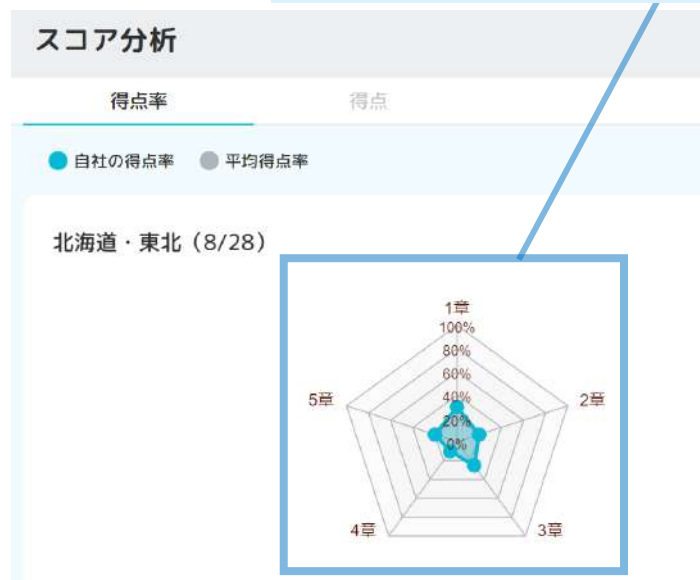 スコア分析
得点率 得点
自社の得点率 平均得点率
北海道・東北（8/28）
1章
100%
80%
60%
5章 40% 2章
20%
0%
4章 3章